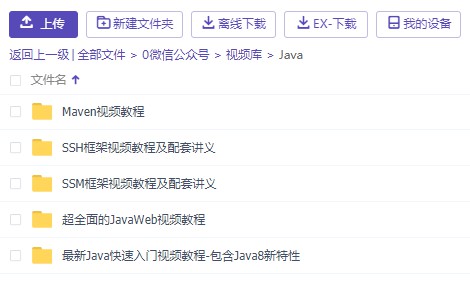 上传 新建文件夹 离线下载 EX-下载 我的设备
返回上一级 | 全部文件 > 0微信公众号 > 视频库 > Java
文件名
Maven视频教程
SSH框架视频教程及配套讲义
SSM框架视频教程及配套讲义
超全面的JavaWeb视频教程
最新Java快速入门视频教程-包含Java8新特性